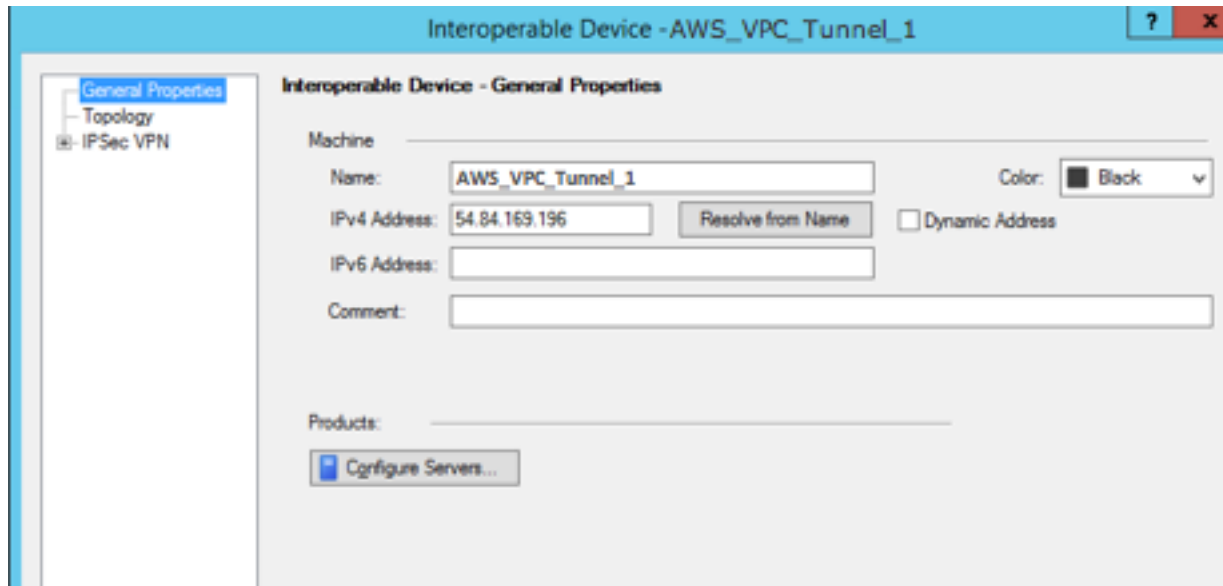 Interoperable Device -AWS_VPC_Tunnel_1
? x
General Properties
Topology
IPSec VPN
Interoperable Device - General Properties
Machine
Name: AWS_VPC_Tunnel_1 Color: Black
IPv4 Address: 54.84.169.196 Resolve from Name Dynamic Address
IPv6 Address:
Comment:
Products:
Configure Servers...